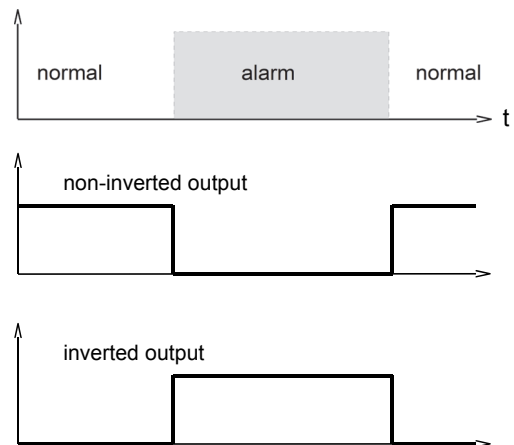 normal alarm normal
t
non-inverted output
inverted output